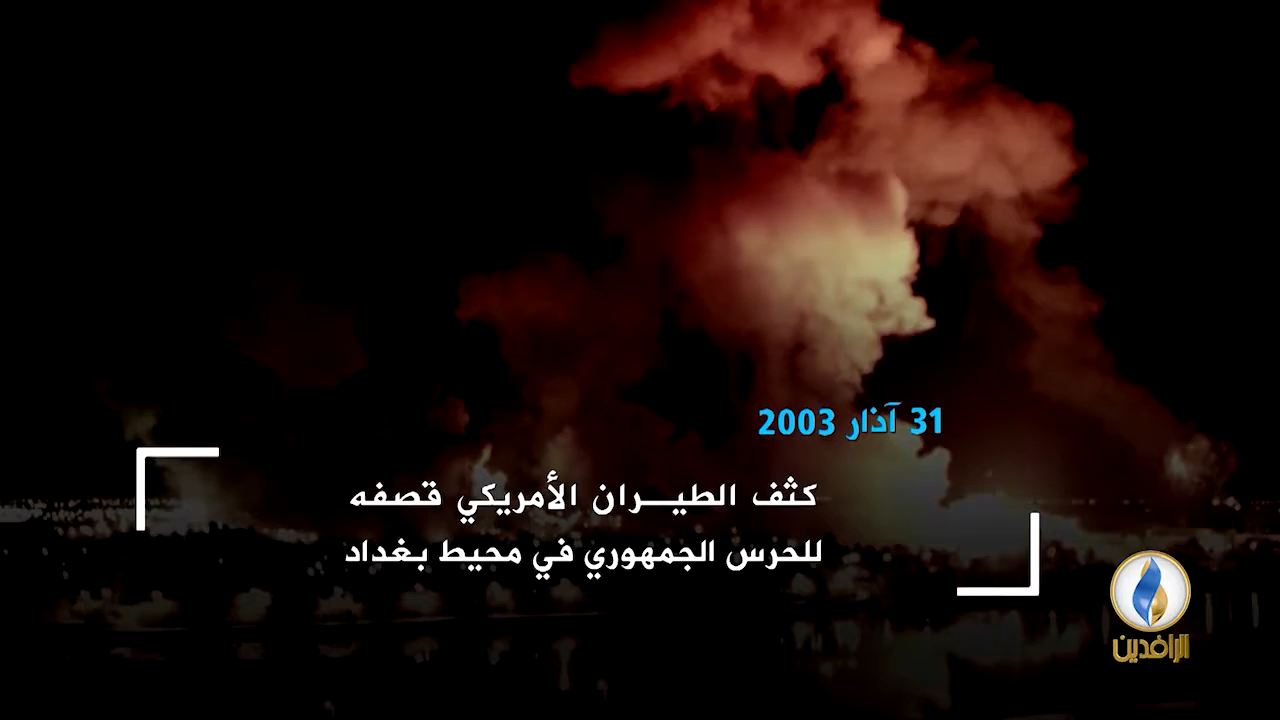 31 آذار 2003
كثف الطيـــران الأمريكي قصفه
للحرس الجمهوري في محيط بغداد
الرافدين